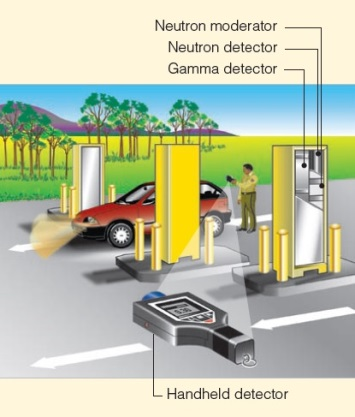 Neutron moderator
Neutron detector
Gamma detector
Handheld detector